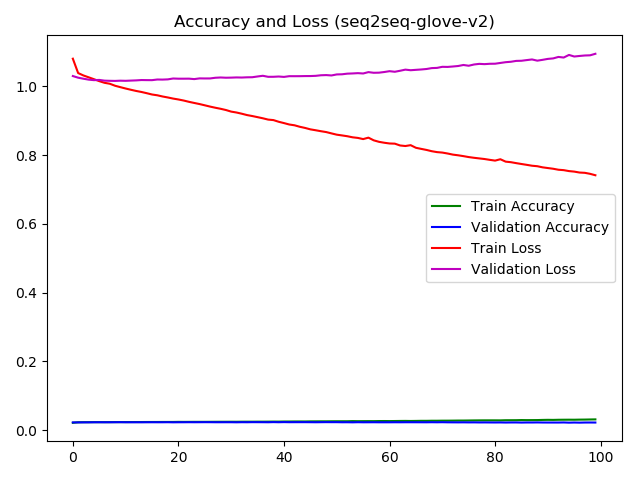 Accuracy and Loss (seq2seq-glove-v2)
1.0
0.8
0.6
0.4
0.2
0.0
Train Accuracy
Validation Accuracy
Train Loss
Validation Loss
0 20 40 60 80 100